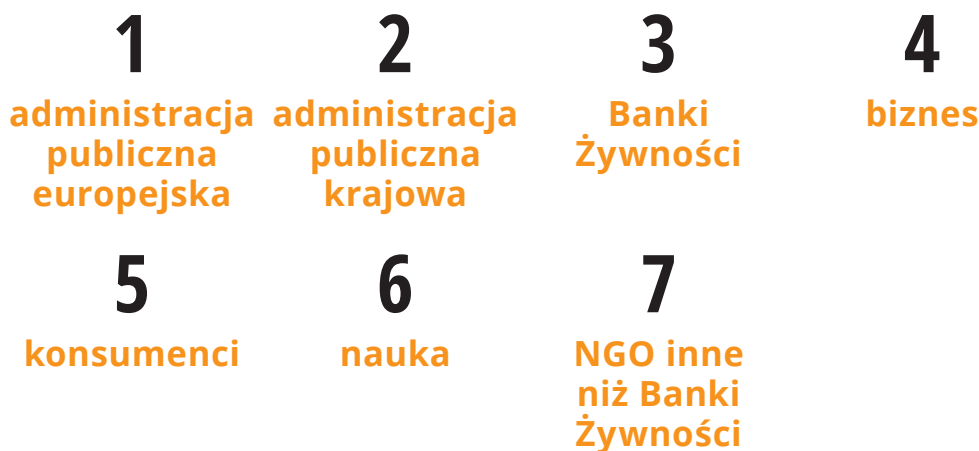 1
administracja
publiczna
europejska
2
administracja
publiczna
krajowa
3
Banki
Żywności
4
biznes
5
konsumenci
6
nauka
7
NGO inne
niż Banki
Żywności